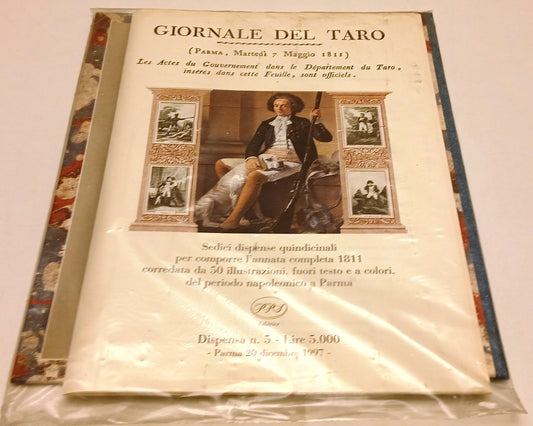 GIORNALE DEL TARO
(PARMA, Martedì 7 Maggio 1811)
Les Actes du Gouvernement dans le Département du Taro,
inseres dans cette Feuille, sont officiels.
Sedici dispense quindicinali
per comporre l'annata completa 1811
corredata da 50 illustrazioni, fuori testo e a colori,
del periodo napoleonico a Parma
PPS
Editrice
Dispensa n. 5 - Lire 5.000
- Parma 20 dicembre 1997 -